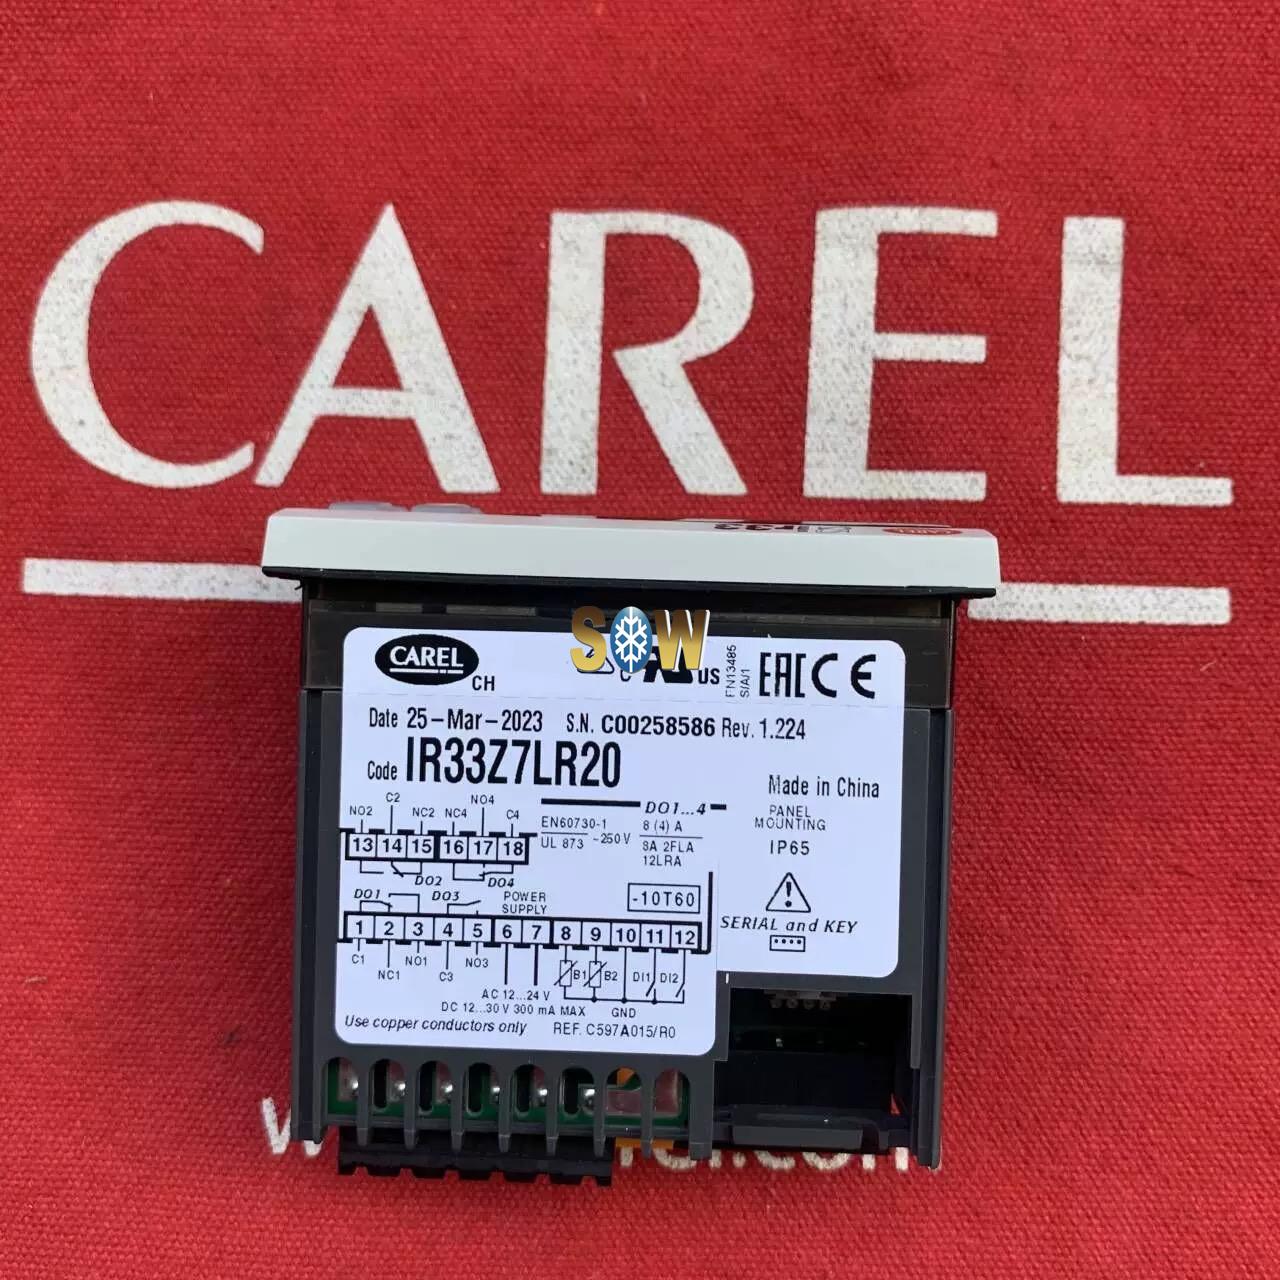 CAREL
CAREL
ir33
SOW
CAREL
CH
US
FN13485
S/A/1
EAC CE
Date 25-Mar-2023 S.N. C00258586 Rev. 1.224
Code IR33Z7LR20
Made in China
NO2 C2 NC2 NC4 NO4 C4
13 14 15 16 17 18
DO2 DO4
EN60730-1
UL 873
~250 V
DO1...4
8 (4) A
8A 2FLA
12LRA
PANEL
MOUNTING
IP65
-10T60
DO1 DO3 POWER
SUPPLY
1 2 3 4 5 6 7 8 9 10 11 12
C1 NC1 NO1 C3 NO3
B1 B2 DI1 DI2
SERIAL and KEY
AC 12...24 V
DC 12...30 V 300 mA MAX GND
Use copper conductors only REF. C597A015/R0